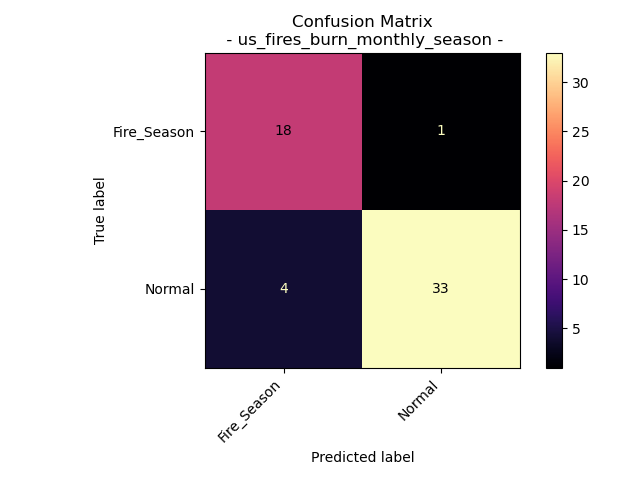 Confusion Matrix
- us_fires_burn_monthly_season -
True label
Fire_Season
18
1
Normal
4
33
Fire_Season
Normal
Predicted label
30
25
20
15
10
5